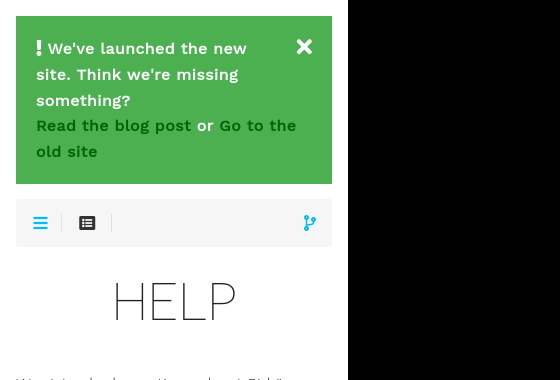 ! We've launched the new
site. Think we're missing
something?
Read the blog post or Go to the
old site
HELP